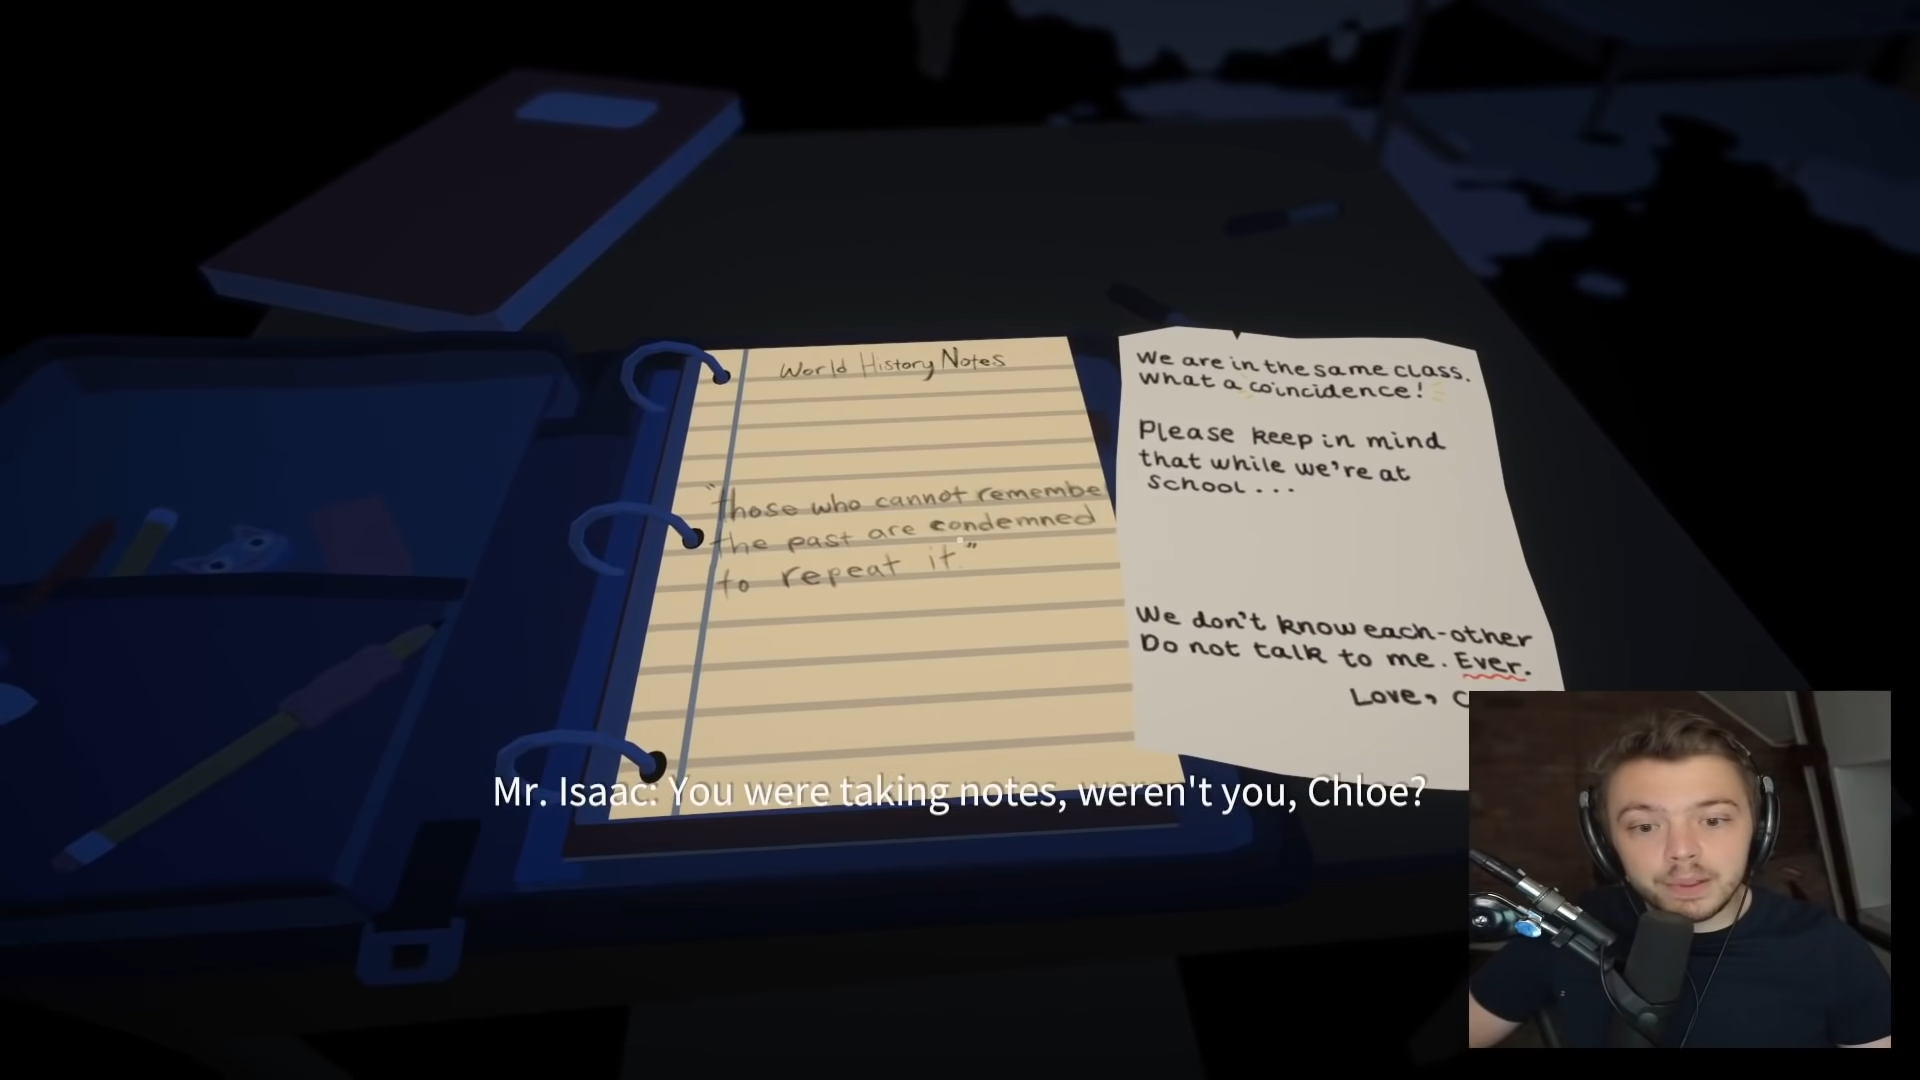 World History Notes
"Those who cannot remembe
the past are condemned
to repeat it."
We are in the same class.
What a coincidence!
Please keep in mind
that while we're at
School...
We don't know each-other
Do not talk to me. Ever.
Love, C
Mr. Isaac: You were taking notes, weren't you, Chloe?